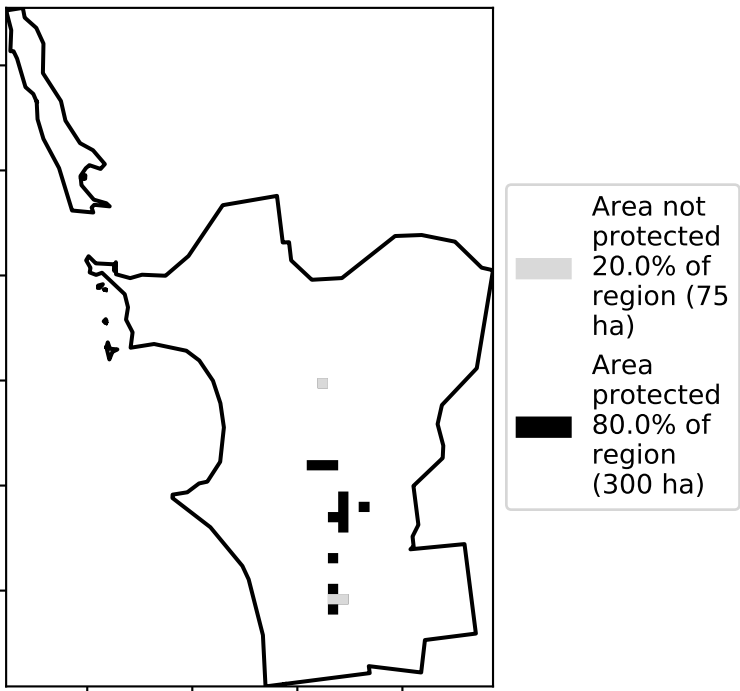 Area not
protected
20.0% of
region (75
ha)
Area
protected
80.0% of
region
(300 ha)